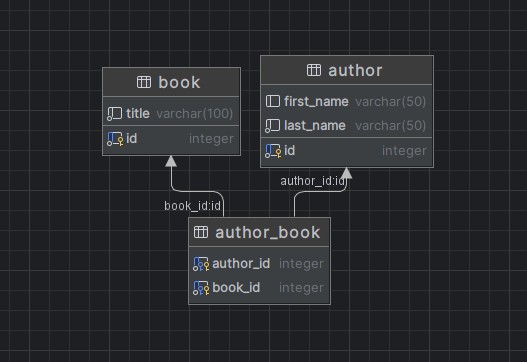 book
title varchar(100)
id integer
author
first_name varchar(50)
last_name varchar(50)
id integer
book_id:id
author_id:id
author_book
author_id integer
book_id integer